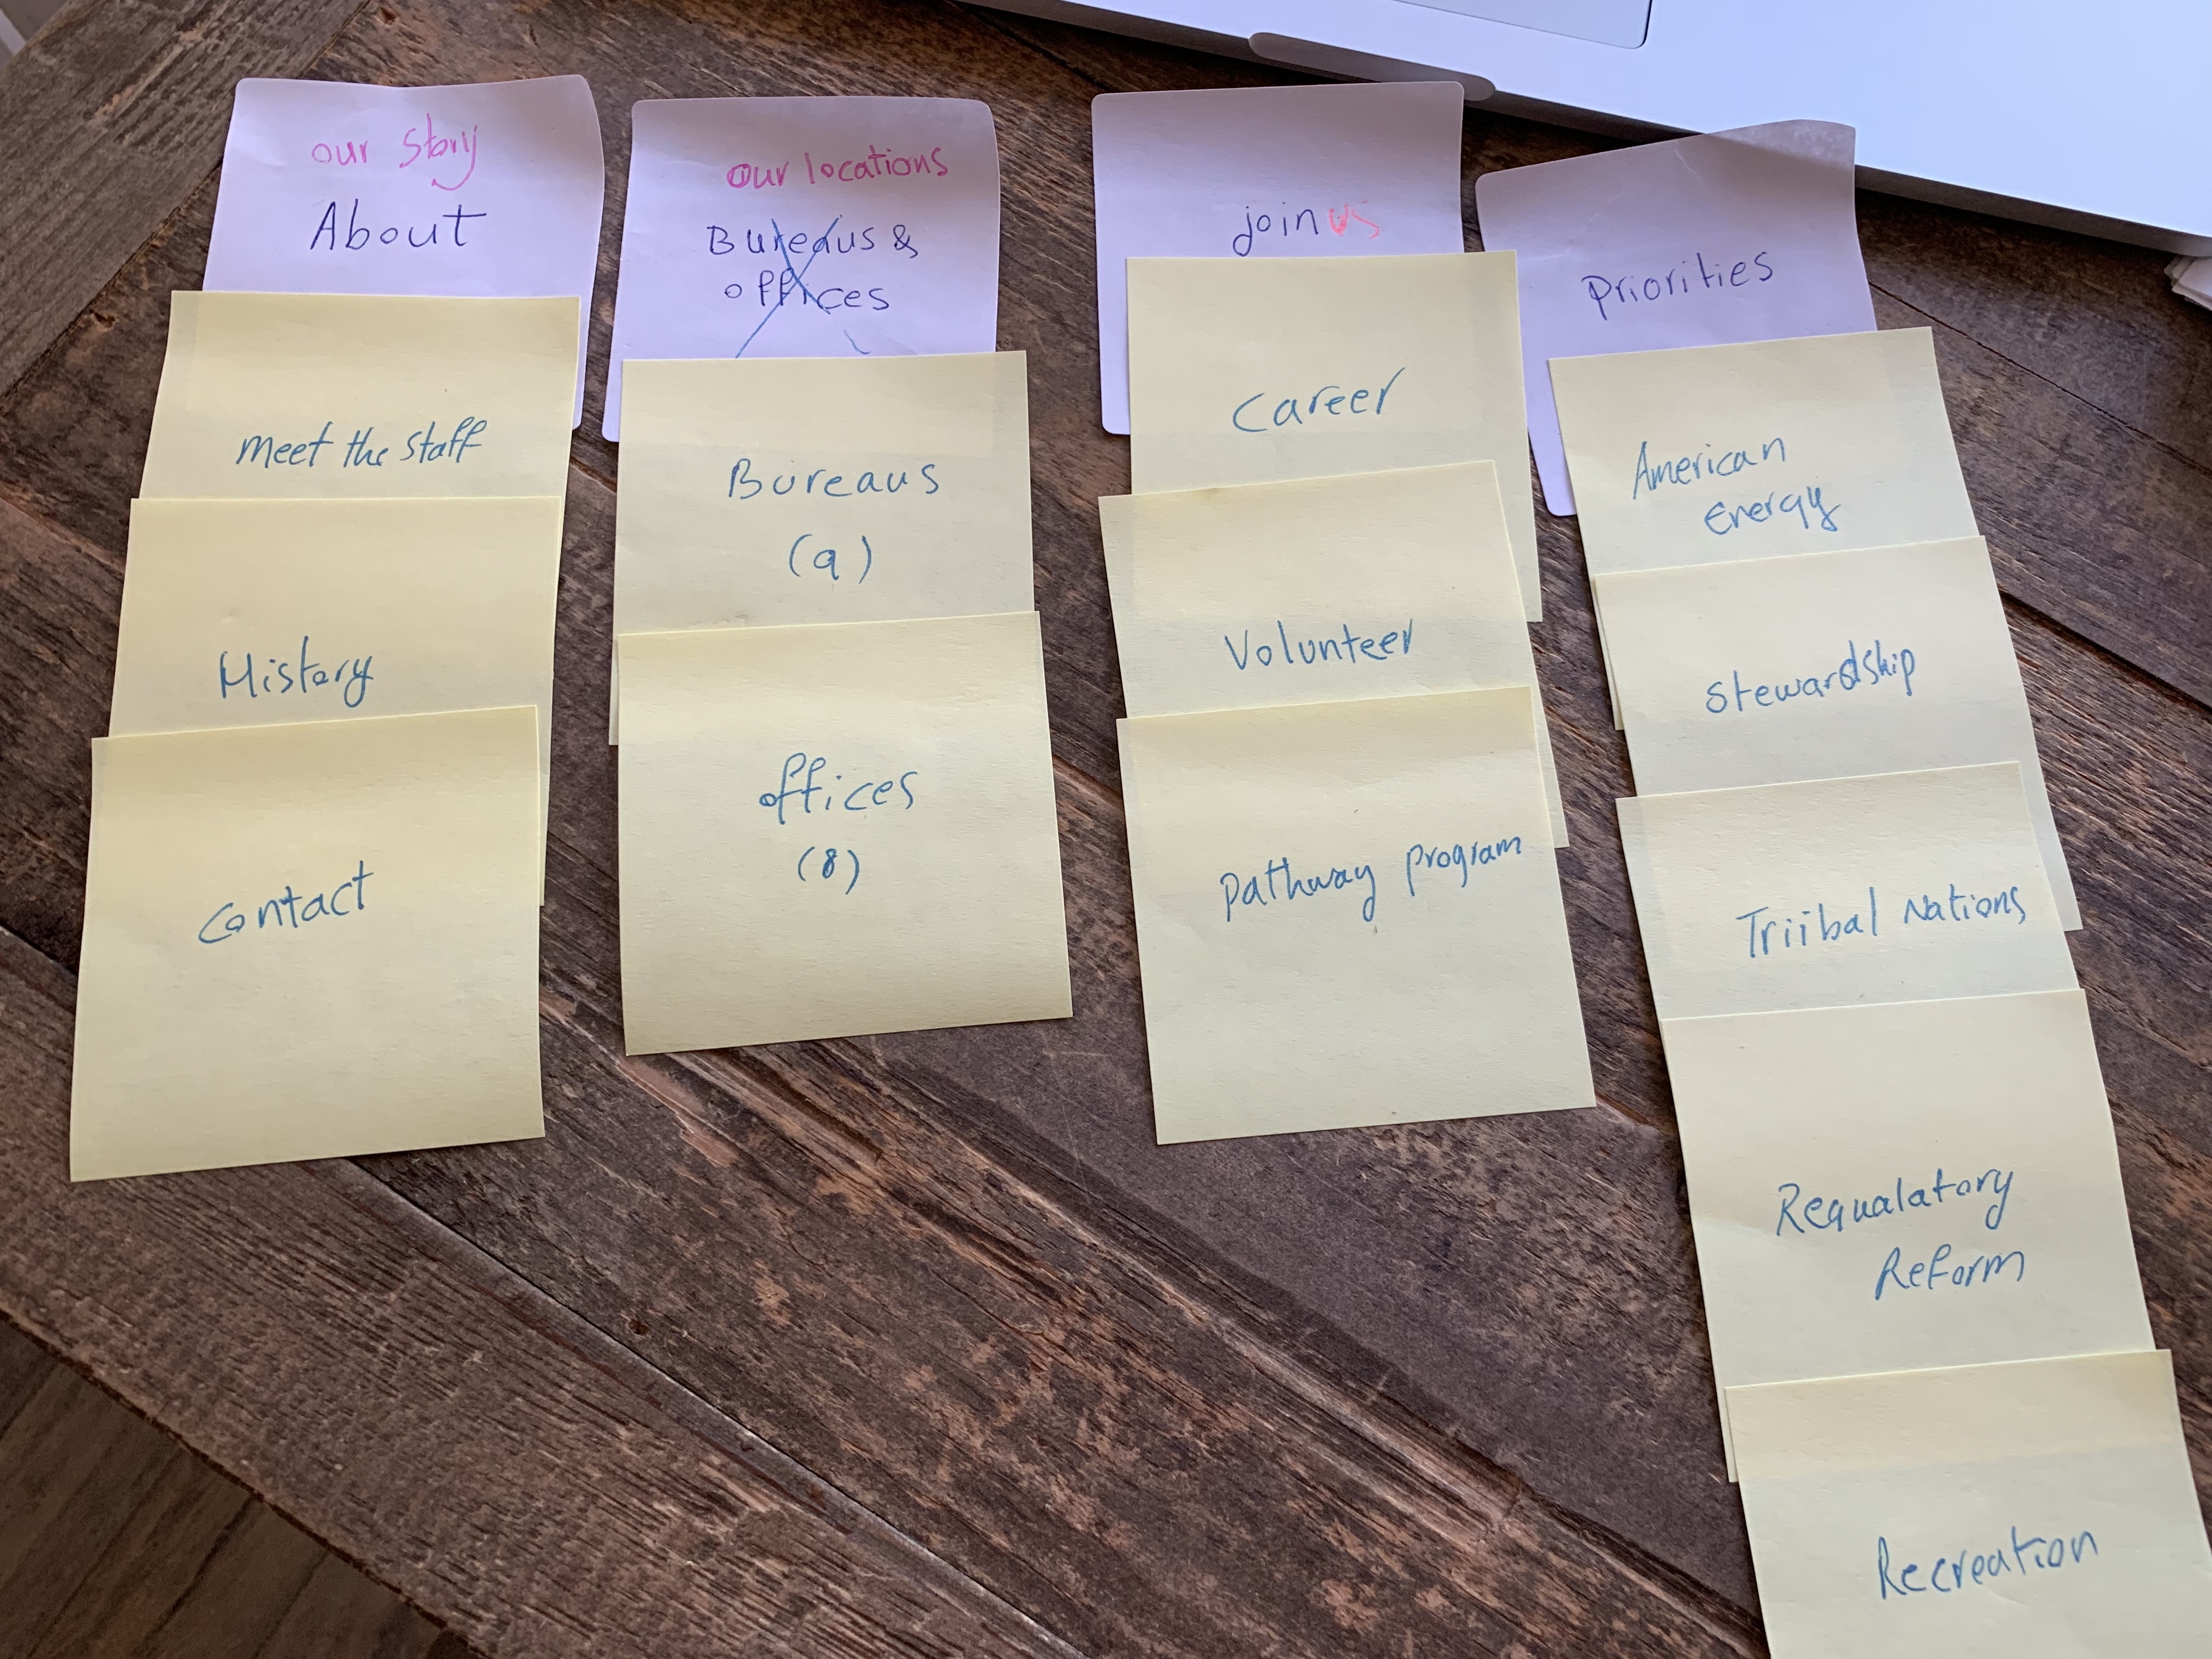 our story
About
meet the staff
History
Contact
our locations
Bureaus &
offices
Bureaus
(9)
offices
(8)
join us
Career
Volunteer
Pathway program
Priorities
American
Energy
Stewardship
Triibal Nations
Requalatory
Reform
Recreation